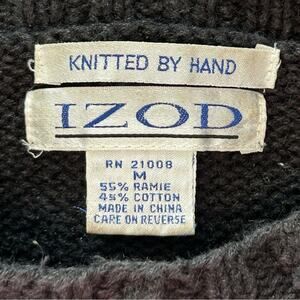 KNITTED BY HAND
IZOD
RN 21008
M
55% RAMIE
45% COTTON
MADE IN CHINA
CARE ON REVERSE